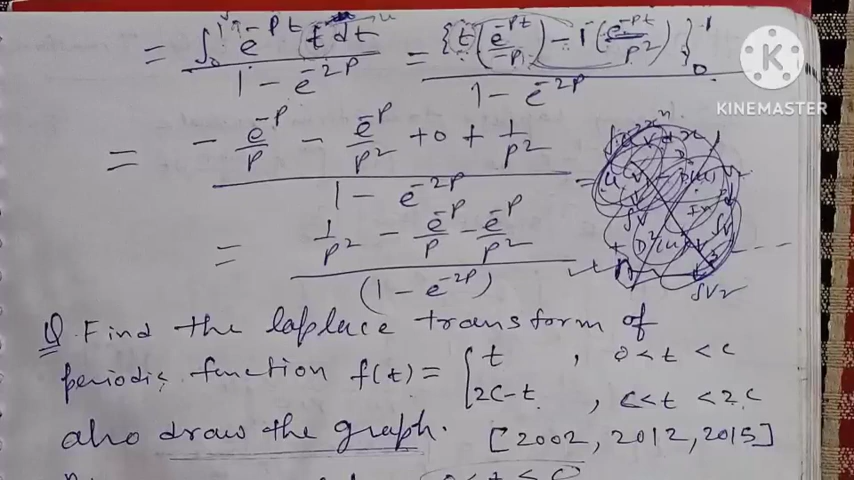 = ∫₀¹ e^{-pt} t dt / (1 - e^{-2p}) = {t (e^{-pt}/-p) - 1 (e^{-pt}/p²)}₀¹ / (1 - e^{-2p})
KINEMASTER
= (- e^{-p}/p - e^{-p}/p² + 0 + 1/p²) / (1 - e^{-2p}) =
= (1/p² - e^{-p}/p - e^{-p}/p²) / (1 - e^{-2p})
Q Find the laplace transform of
periodic function f(t) = { t , 0 < t < c
2c-t , c < t < 2c
also draw the graph. [2002, 2012, 2015]
0 < t < c